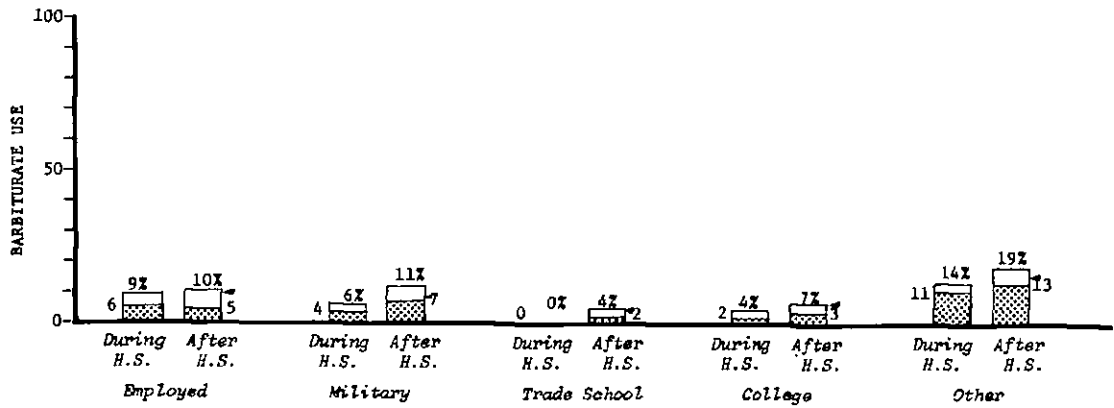 100
50
0
BARBITURATE USE
9% 10% 6% 11% 0% 4% 4% 7% 14% 19%
6 5 4 7 0 2 2 3 11 13
During After During After During After During After During After
H.S. H.S. H.S. H.S. H.S. H.S. H.S. H.S. H.S. H.S.
Employed Military Trade School College Other